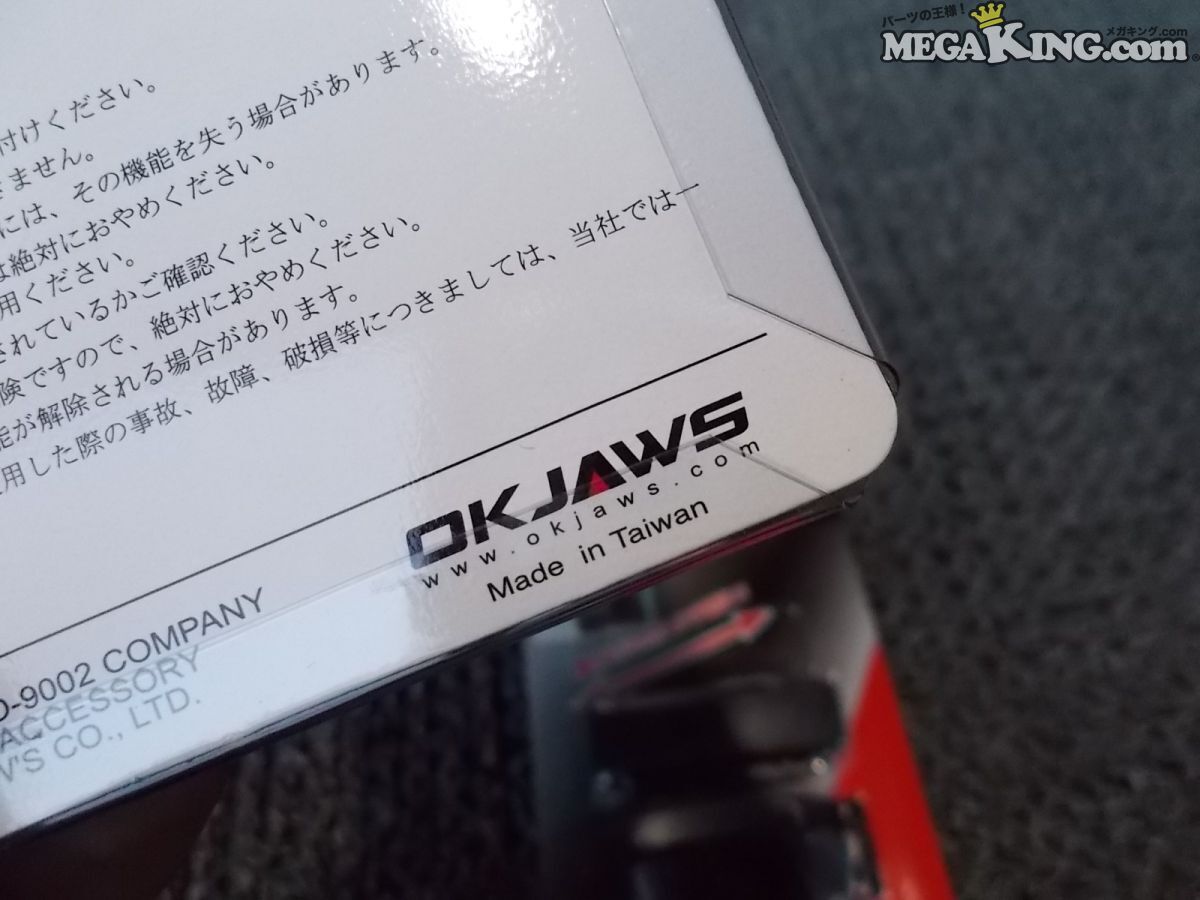 パーツの王様！
メガキング.com
MEGAKING.com
付けください。
きません。
には、その機能を失う場合があります。
は絶対におやめください。
用ください。
されているかご確認ください。
険ですので、絶対におやめください。
能が解除される場合があります。
用した際の事故、故障、破損等につきましては、当社では一
OKJAWS
www.okjaws.com
Made in Taiwan
-9002 COMPANY
ACCESSORY
'S CO., LTD.